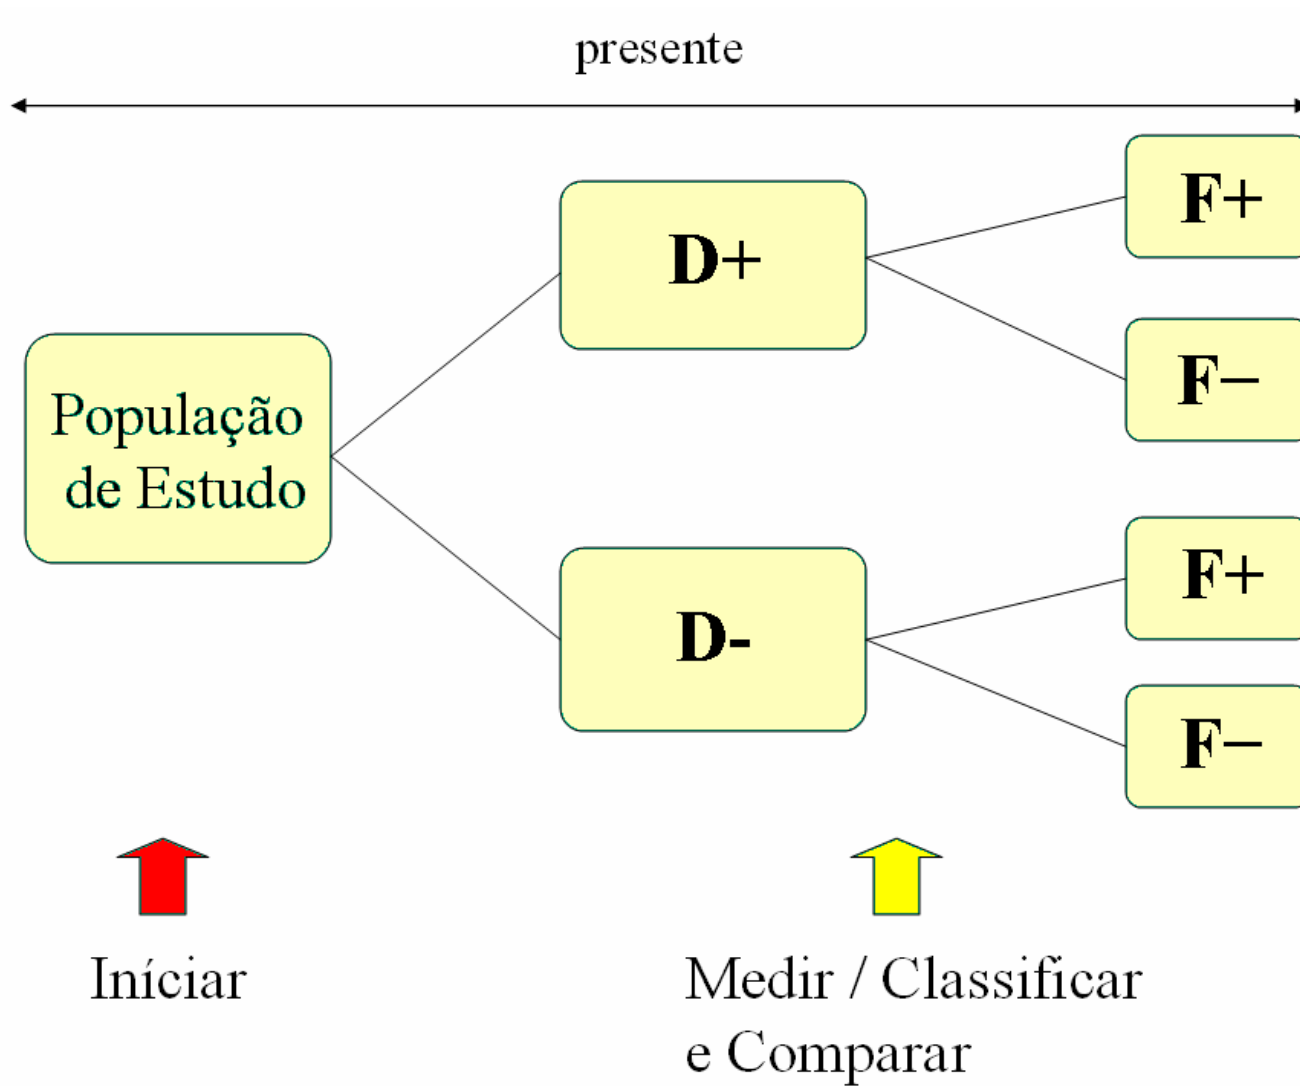 presente
F+
D+
F−
População
de Estudo
F+
D-
F−
Iníciar
Medir / Classificar
e Comparar